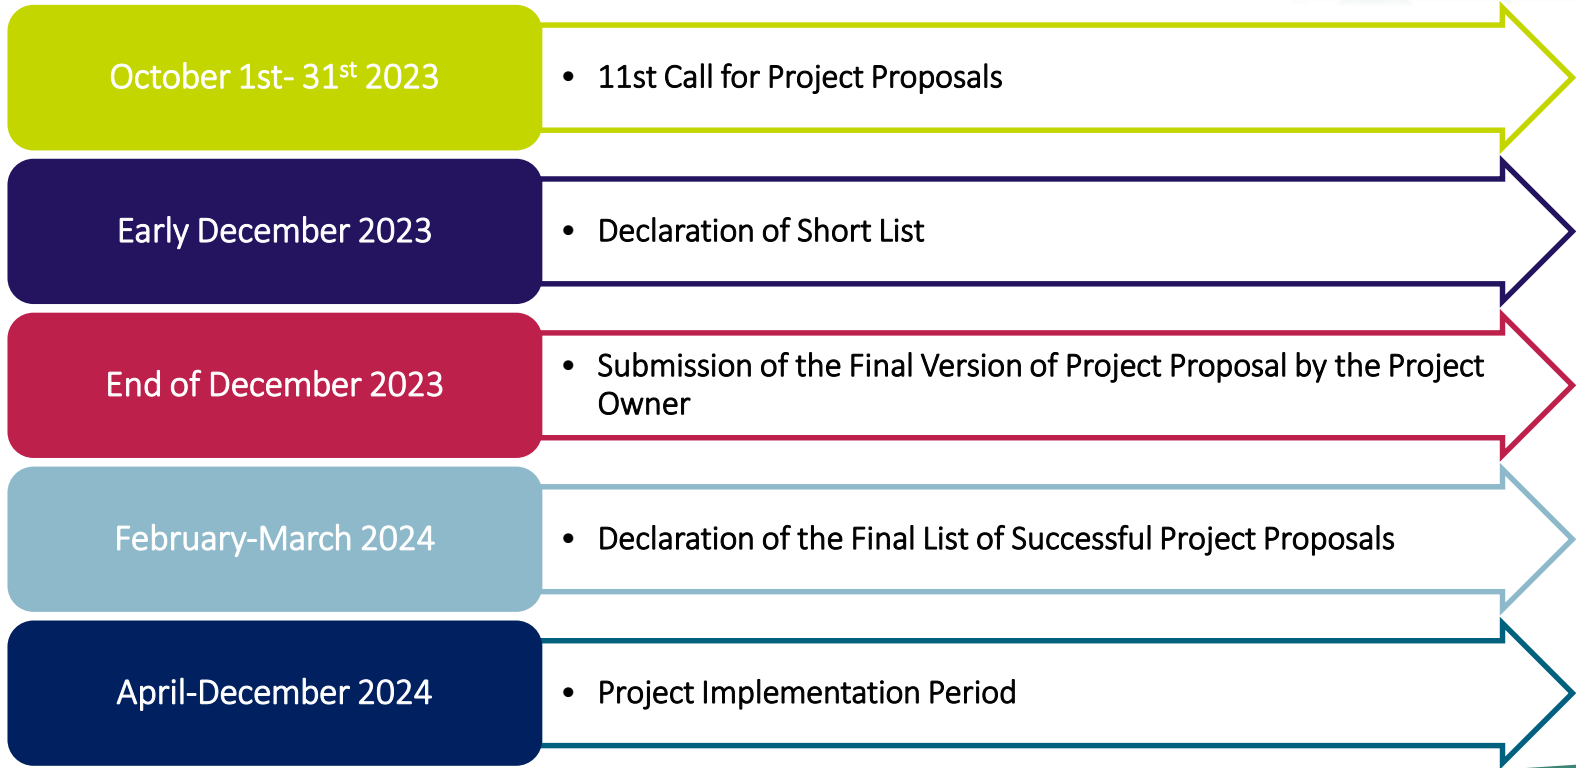 October 1st- 31st 2023
• 11st Call for Project Proposals
Early December 2023
• Declaration of Short List
End of December 2023
• Submission of the Final Version of Project Proposal by the Project
Owner
February-March 2024
• Declaration of the Final List of Successful Project Proposals
April-December 2024
• Project Implementation Period